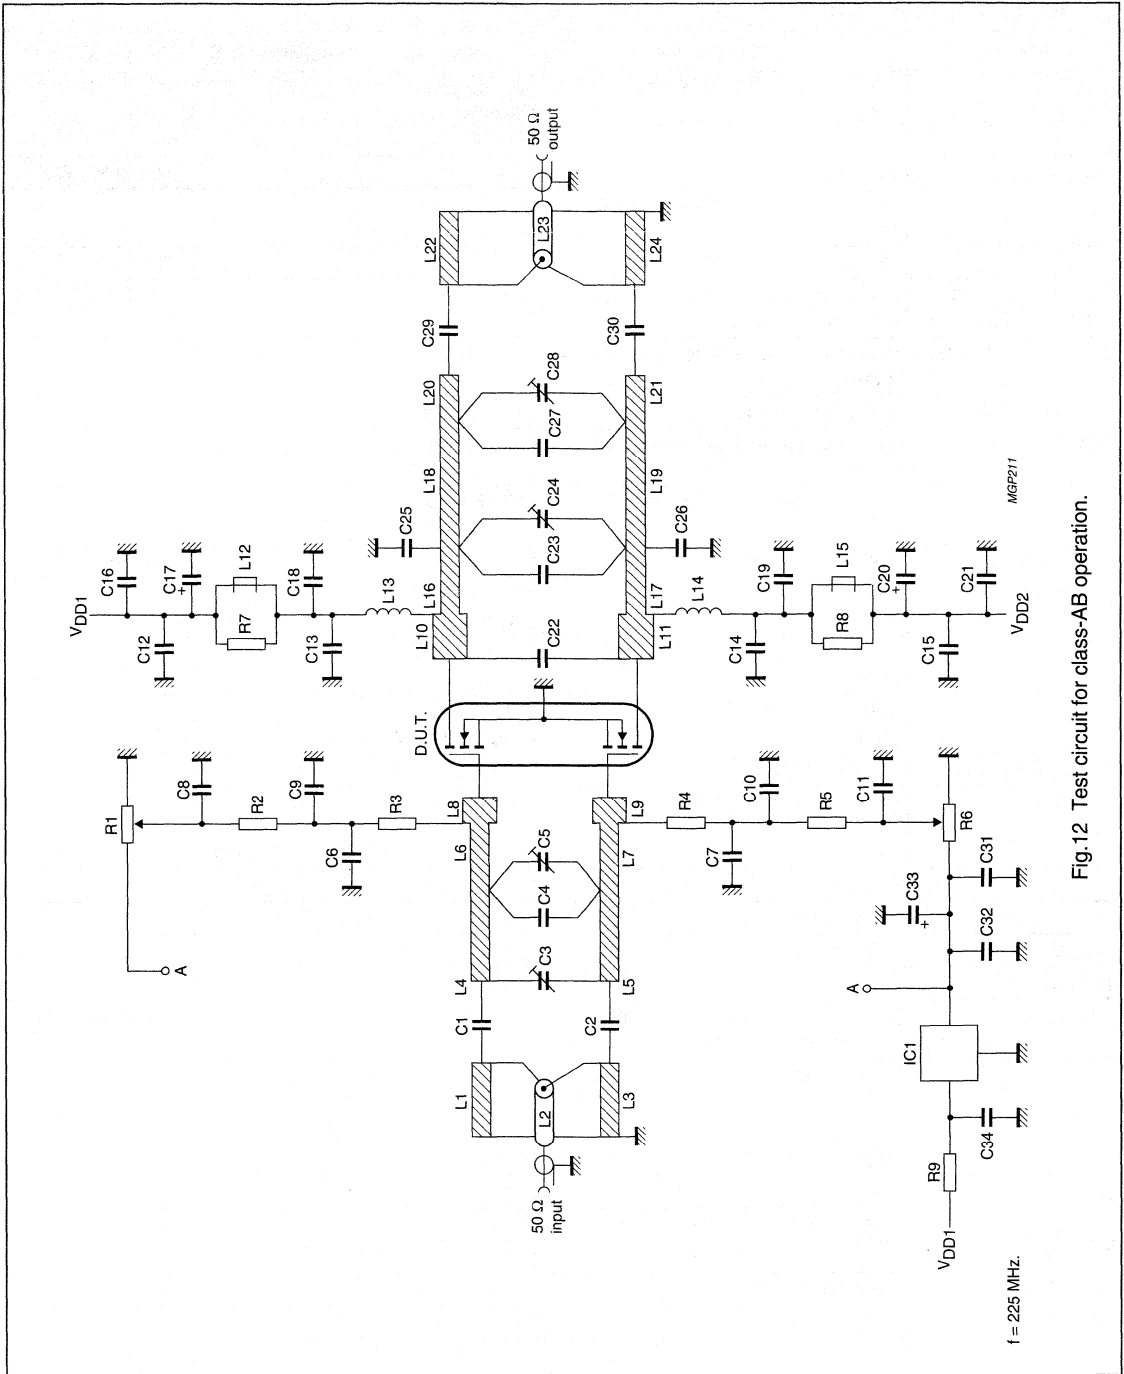 VDD1
C16
C17
+
L12
C18
C12
R7
C13
L13
C25
L10
L16
L18
L20
C29
L22
50 Ω
output
L23
C22
C23
C24
C27
C28
C30
L24
L11
L17
L19
L21
C26
L14
C14
C19
R8
L15
C20
+
C15
C21
VDD2
MGP211
D.U.T.
R1
C8
R2
C9
C6
R3
A
L8
L6
L4
C1
L1
50 Ω
input
L2
C3
C4
C5
C2
L3
L5
L7
L9
R4
C10
C7
R5
C11
R6
C31
C33
+
C32
A
IC1
C34
R9
VDD1
f = 225 MHz.
Fig.12 Test circuit for class-AB operation.